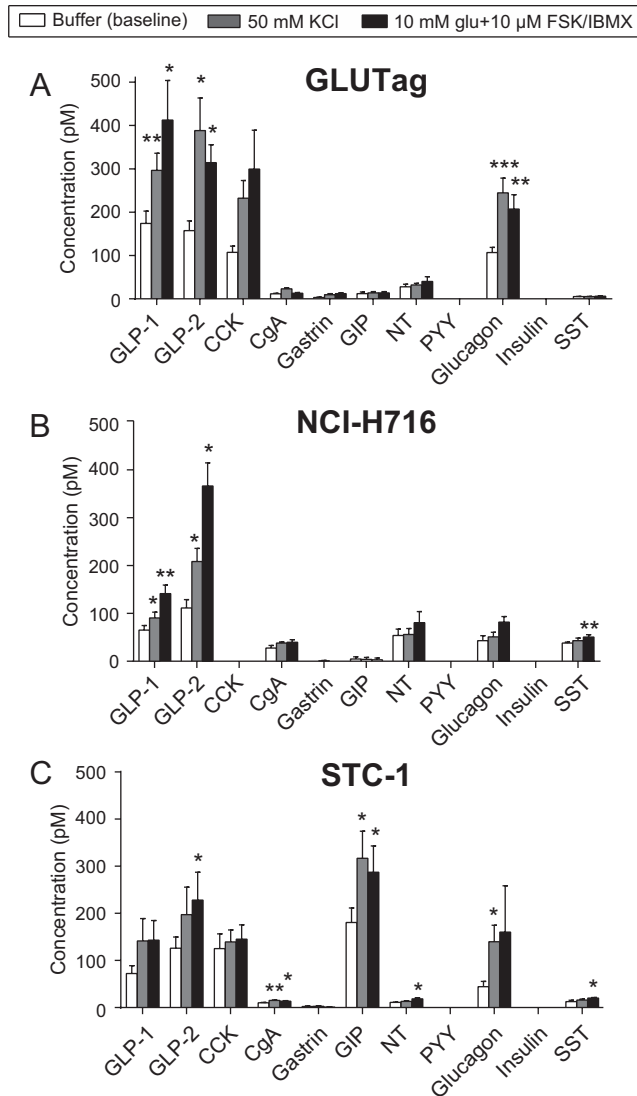 Buffer (baseline) 50 mM KCl 10 mM glu+10 µM FSK/IBMX
A GLUTag
Concentration (pM)
500
400
300
200
100
0
** * * * *** **
GLP-1 GLP-2 CCK CgA Gastrin GIP NT PYY Glucagon Insulin SST
B NCI-H716
Concentration (pM)
500
400
300
200
100
0
* ** * * **
GLP-1 GLP-2 CCK CgA Gastrin GIP NT PYY Glucagon Insulin SST
C STC-1
Concentration (pM)
500
400
300
200
100
0
* ** * * * * * *
GLP-1 GLP-2 CCK CgA Gastrin GIP NT PYY Glucagon Insulin SST